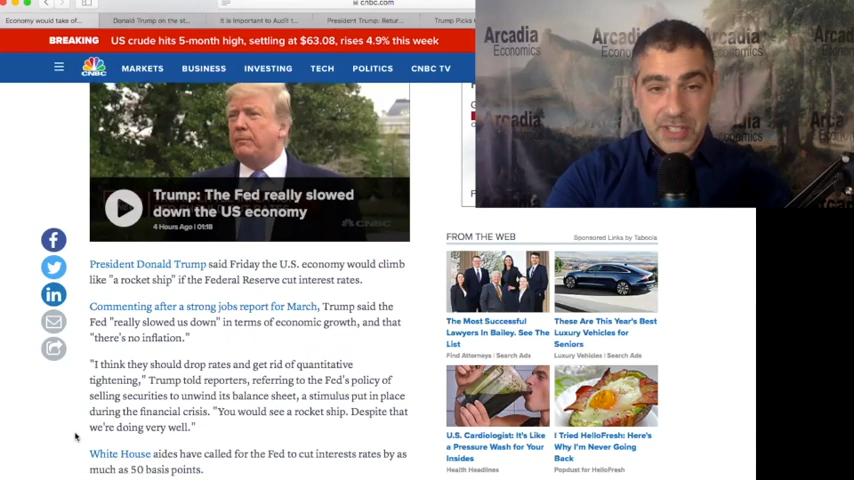 cnbc.com
Economy would take of...
Donald Trump on the st...
It is Important to Audit t...
President Trump: Retur...
Trump Picks
BREAKING US crude hits 5-month high, settling at $63.08, rises 4.9% this week
CNBC MARKETS BUSINESS INVESTING TECH POLITICS CNBC TV
Arcadia
Economics
Trump: The Fed really slowed
down the US economy
4 Hours Ago | 01:18
CNBC
President Donald Trump said Friday the U.S. economy would climb
like "a rocket ship" if the Federal Reserve cut interest rates.
Commenting after a strong jobs report for March, Trump said the
Fed "really slowed us down" in terms of economic growth, and that
"there's no inflation."
"I think they should drop rates and get rid of quantitative
tightening," Trump told reporters, referring to the Fed's policy of
selling securities to unwind its balance sheet, a stimulus put in place
during the financial crisis. "You would see a rocket ship. Despite that
we're doing very well."
White House aides have called for the Fed to cut interests rates by as
much as 50 basis points.
FROM THE WEB
Sponsored Links by Taboola
The Most Successful
Lawyers In Bailey. See The
List
Find Attorneys | Search Ads
These Are This Year's Best
Luxury Vehicles for
Seniors
Luxury Vehicles | Search Ads
U.S. Cardiologist: It's Like
a Pressure Wash for Your
Insides
Health Headlines
I Tried HelloFresh: Here's
Why I'm Never Going
Back
Popdust for HelloFresh